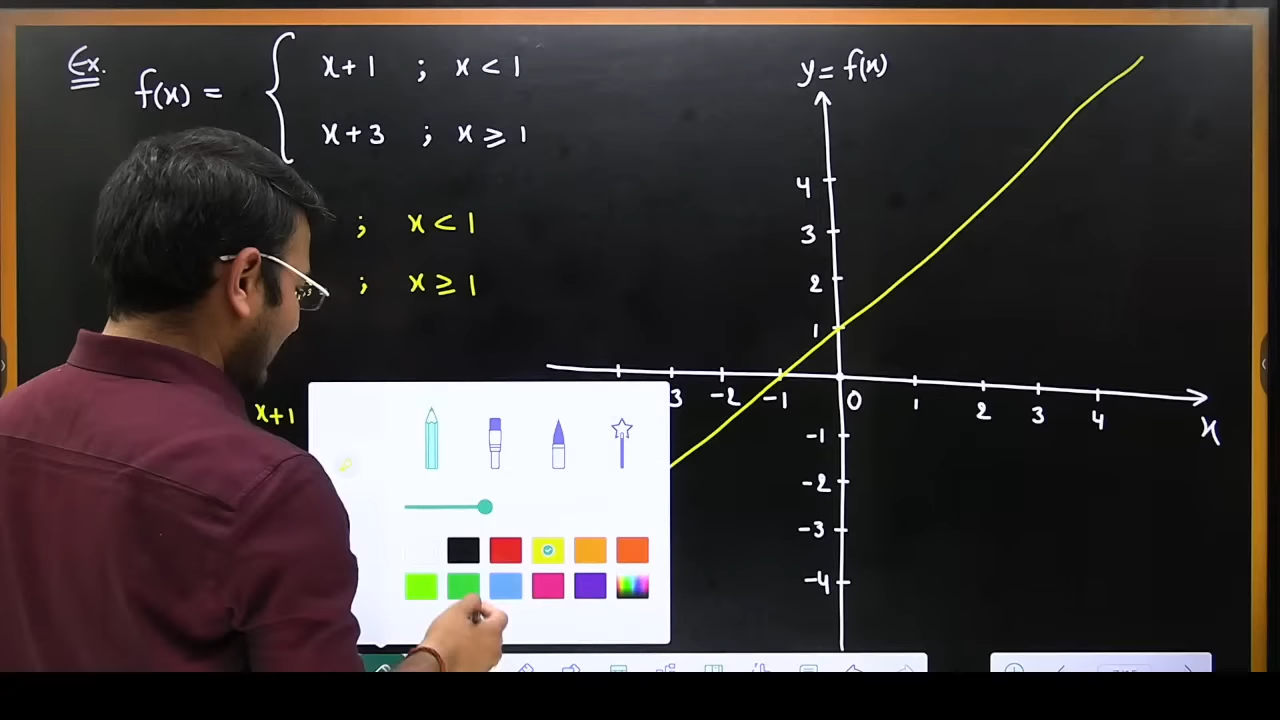 Ex.
f(x) = { x+1 ; x < 1
x+3 ; x ⩾ 1
; x < 1
; x ≥ 1
x+1
y = f(x)
4
3
2
1
3 -2 -1 0 1 2 3 4
x
-1
-2
-3
-4